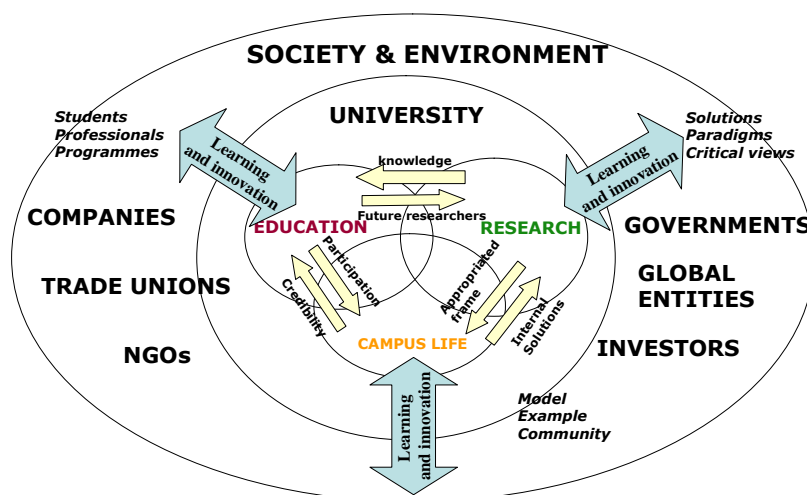 SOCIETY & ENVIRONMENT
UNIVERSITY
Students
Professionals
Programmes
Solutions
Paradigms
Critical views
Learning
and innovation
Learning
and innovation
knowledge
Future researchers
COMPANIES
EDUCATION
RESEARCH
GOVERNMENTS
Participation
Credibility
Appropriated
frame
Internal
Solutions
TRADE UNIONS
GLOBAL
ENTITIES
NGOs
CAMPUS LIFE
INVESTORS
Learning
and innovation
Model
Example
Community